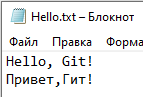 Hello.txt – Блокнот
Файл Правка Форма
Hello, Git!
Привет,Гит!